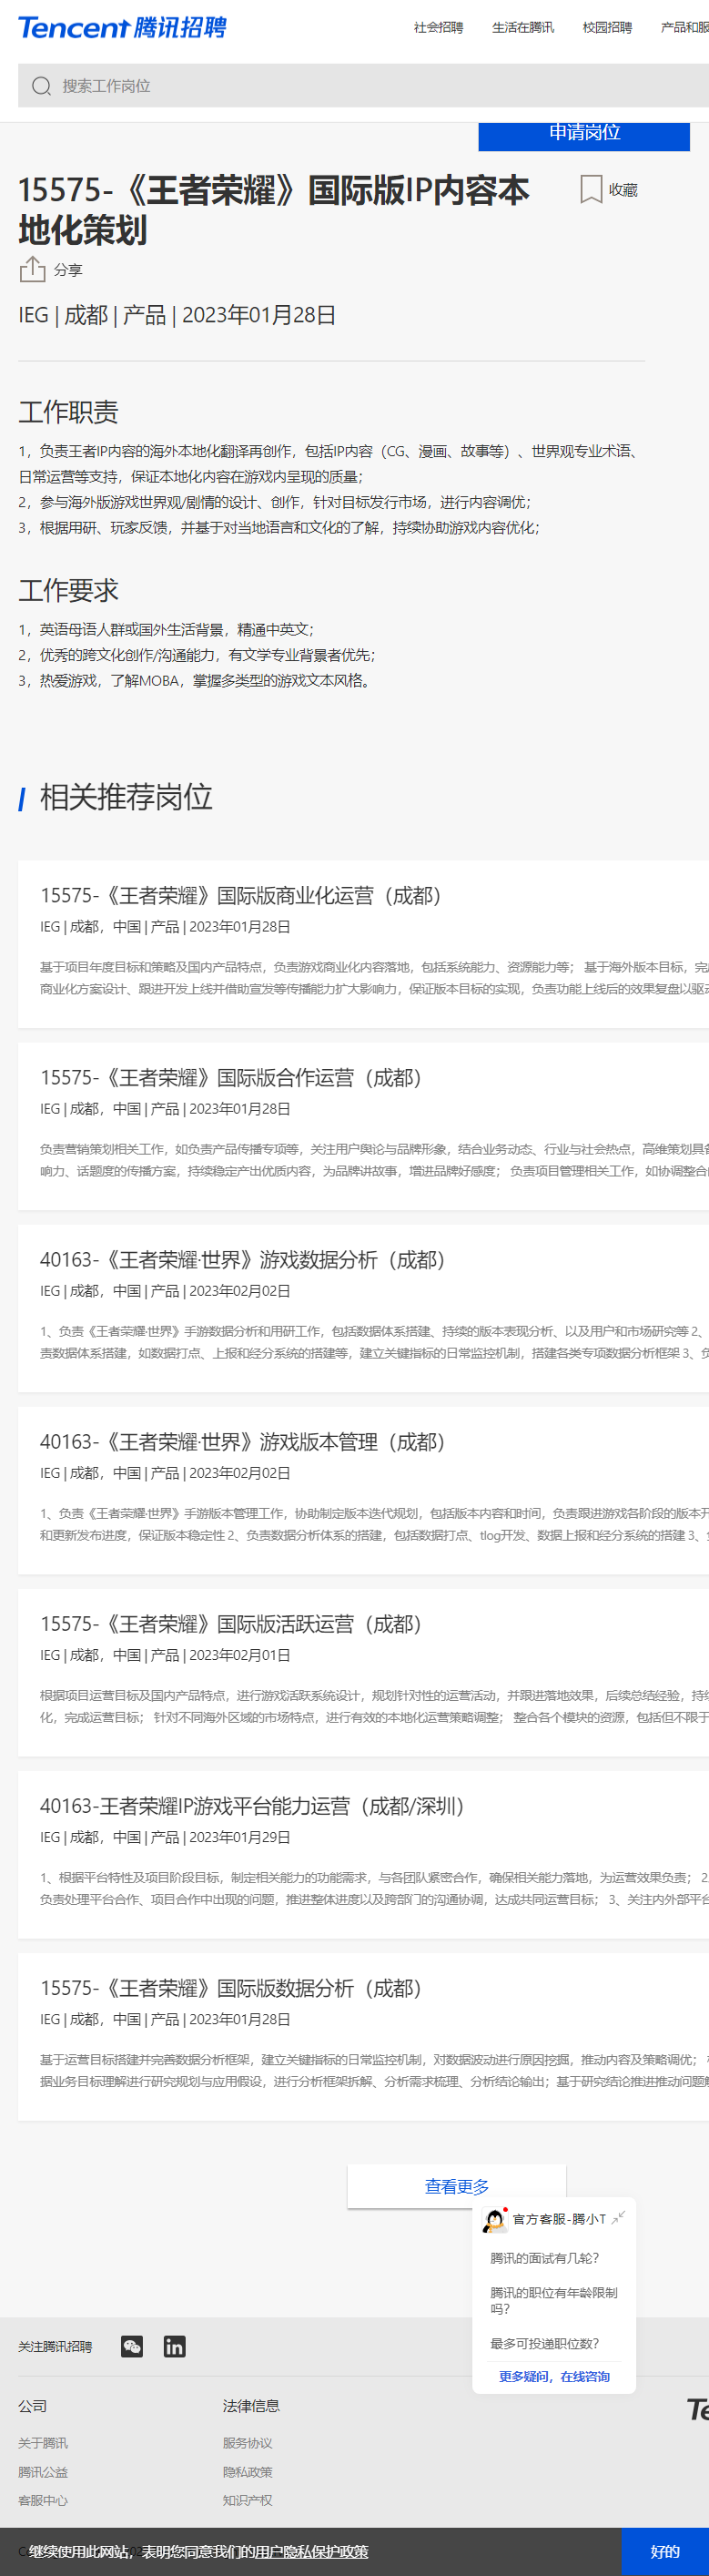 Tencent 腾讯招聘
社会招聘 生活在腾讯 校园招聘 产品和服
搜索工作岗位
申请岗位
15575-《王者荣耀》国际版IP内容本
地化策划
收藏
分享
IEG | 成都 | 产品 | 2023年01月28日
工作职责
1，负责王者IP内容的海外本地化翻译再创作，包括IP内容（CG、漫画、故事等）、世界观专业术语、
日常运营等支持，保证本地化内容在游戏内呈现的质量；
2，参与海外版游戏世界观/剧情的设计、创作，针对目标发行市场，进行内容调优；
3，根据用研、玩家反馈，并基于对当地语言和文化的了解，持续协助游戏内容优化；
工作要求
1，英语母语人群或国外生活背景，精通中英文；
2，优秀的跨文化创作/沟通能力，有文学专业背景者优先；
3，热爱游戏，了解MOBA，掌握多类型的游戏文本风格。
相关推荐岗位
15575-《王者荣耀》国际版商业化运营（成都）
IEG | 成都，中国 | 产品 | 2023年01月28日
基于项目年度目标和策略及国内产品特点，负责游戏商业化内容落地，包括系统能力、资源能力等； 基于海外版本目标，完
商业化方案设计、跟进开发上线并借助宣发等传播能力扩大影响力，保证版本目标的实现，负责功能上线后的效果复盘以驱
15575-《王者荣耀》国际版合作运营（成都）
IEG | 成都，中国 | 产品 | 2023年01月28日
负责营销策划相关工作，如负责产品传播专项等，关注用户舆论与品牌形象，结合业务动态、行业与社会热点，高维策划具
响力、话题度的传播方案，持续稳定产出优质内容，为品牌讲故事，增进品牌好感度； 负责项目管理相关工作，如协调整合
40163-《王者荣耀·世界》游戏数据分析（成都）
IEG | 成都，中国 | 产品 | 2023年02月02日
1、负责《王者荣耀·世界》手游数据分析和用研工作，包括数据体系搭建、持续的版本表现分析、以及用户和市场研究等 2、
责数据体系搭建，如数据打点、上报和经分系统的搭建等，建立关键指标的日常监控机制，搭建各类专项数据分析框架 3、负
40163-《王者荣耀·世界》游戏版本管理（成都）
IEG | 成都，中国 | 产品 | 2023年02月02日
1、负责《王者荣耀·世界》手游版本管理工作，协助制定版本迭代规划，包括版本内容和时间，负责跟进游戏各阶段的版本开
和更新发布进度，保证版本稳定性 2、负责数据分析体系的搭建，包括数据打点、tlog开发、数据上报和经分系统的搭建 3、
15575-《王者荣耀》国际版活跃运营（成都）
IEG | 成都，中国 | 产品 | 2023年02月01日
根据项目运营目标及国内产品特点，进行游戏活跃系统设计，规划针对性的运营活动，并跟进落地效果，后续总结经验，持
化，完成运营目标； 针对不同海外区域的市场特点，进行有效的本地化运营策略调整； 整合各个模块的资源，包括但不限于
40163-王者荣耀IP游戏平台能力运营（成都/深圳）
IEG | 成都，中国 | 产品 | 2023年01月29日
1、根据平台特性及项目阶段目标，制定相关能力的功能需求，与各团队紧密合作，确保相关能力落地，为运营效果负责； 2
负责处理平台合作、项目合作中出现的问题，推进整体进度以及跨部门的沟通协调，达成共同运营目标； 3、关注内外部平台
15575-《王者荣耀》国际版数据分析（成都）
IEG | 成都，中国 | 产品 | 2023年01月28日
基于运营目标搭建并完善数据分析框架，建立关键指标的日常监控机制，对数据波动进行原因挖掘，推动内容及策略调优；
据业务目标理解进行研究规划与应用假设，进行分析框架拆解、分析需求梳理、分析结论输出；基于研究结论推进推动问题
查看更多
官方客服-腾小T
腾讯的面试有几轮？
腾讯的职位有年龄限制
吗？
最多可投递职位数？
更多疑问，在线咨询
关注腾讯招聘
公司 法律信息
关于腾讯 服务协议
腾讯公益 隐私政策
客服中心 知识产权
继续使用此网站，表明您同意我们的用户隐私保护政策
好的